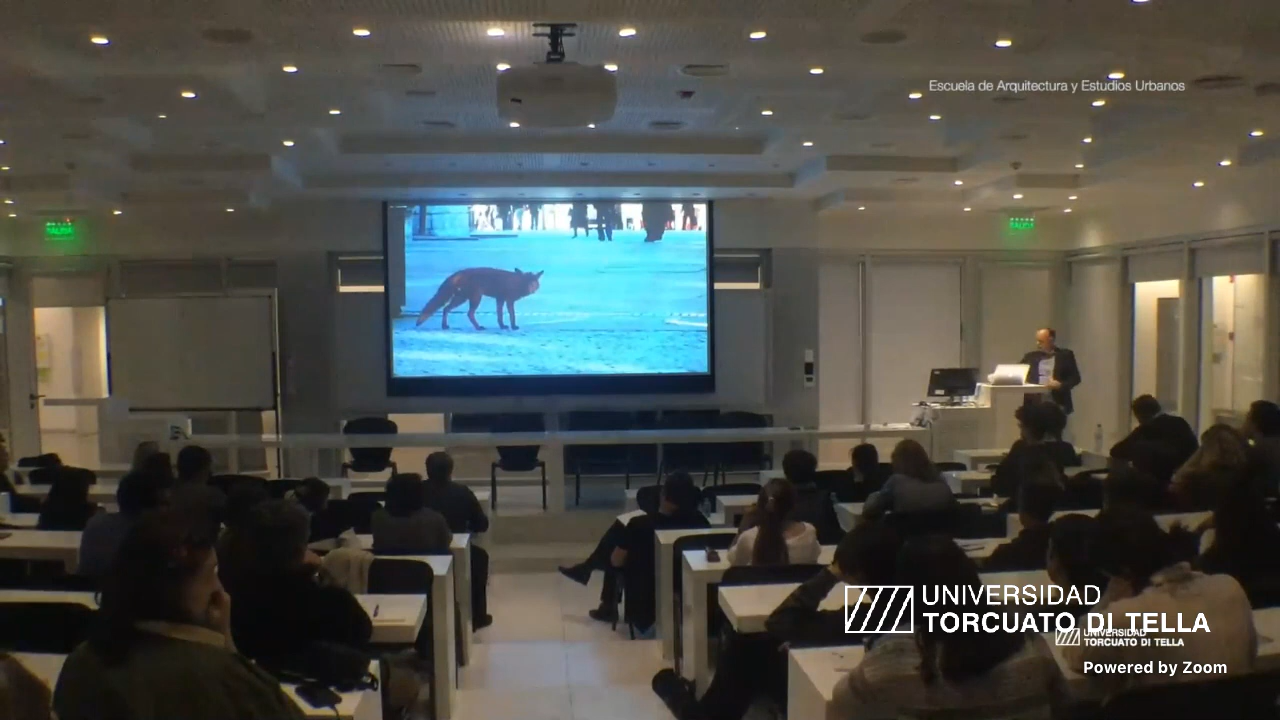 Escuela de Arquitectura y Estudios Urbanos
SALIDA
SALIDA
UNIVERSIDAD
TORCUATO DI TELLA
UNIVERSIDAD
TORCUATO DI TELLA
Powered by Zoom